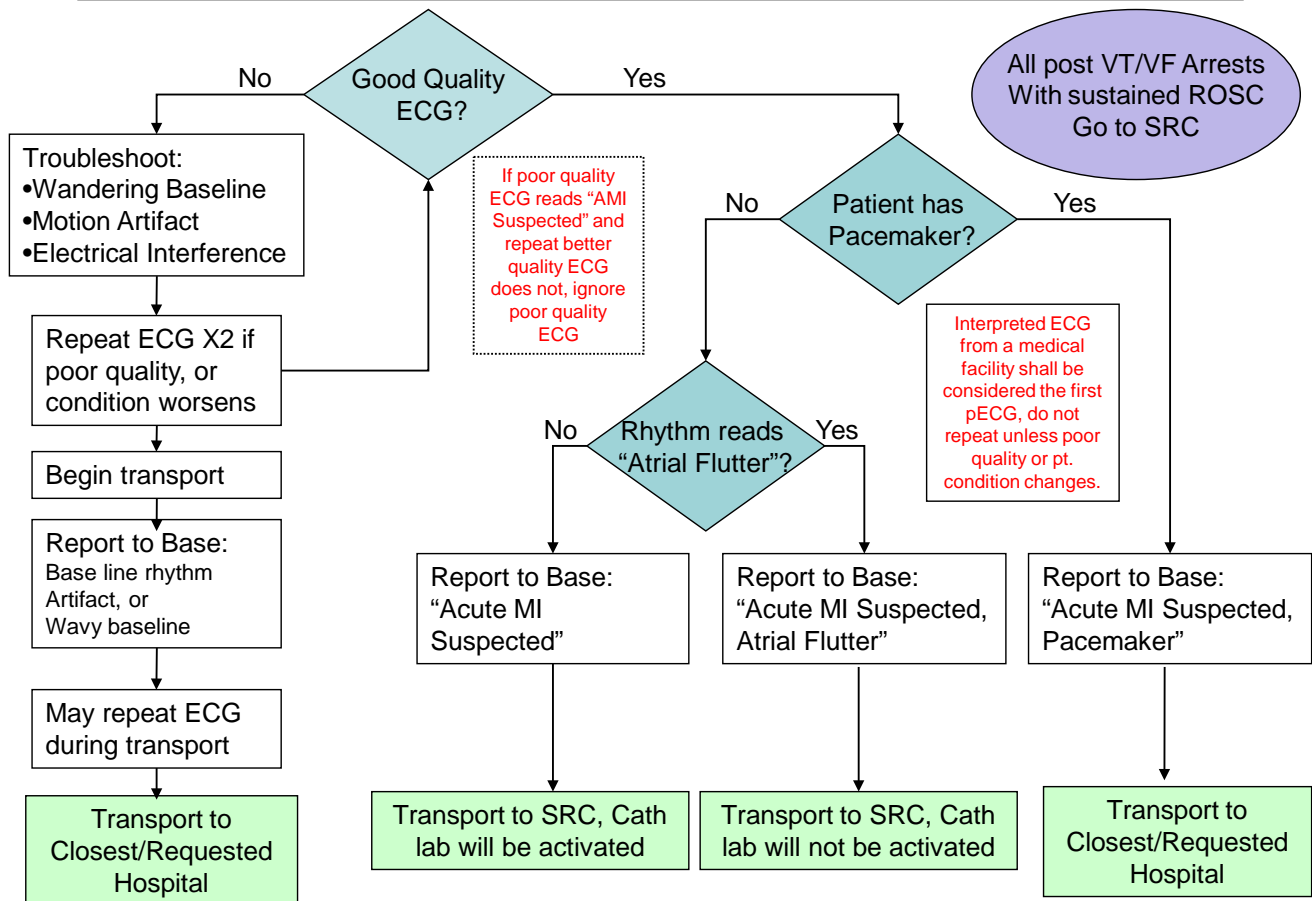 Good Quality
ECG?
No
Yes
All post VT/VF Arrests
With sustained ROSC
Go to SRC
Troubleshoot:
•Wandering Baseline
•Motion Artifact
•Electrical Interference
If poor quality
ECG reads “AMI
Suspected” and
repeat better
quality ECG
does not, ignore
poor quality
ECG
No
Patient has
Pacemaker?
Yes
Repeat ECG X2 if
poor quality, or
condition worsens
Interpreted ECG
from a medical
facility shall be
considered the first
pECG, do not
repeat unless poor
quality or pt.
condition changes.
No
Rhythm reads
“Atrial Flutter”?
Yes
Begin transport
Report to Base:
Base line rhythm
Artifact, or
Wavy baseline
Report to Base:
“Acute MI
Suspected”
Report to Base:
“Acute MI Suspected,
Atrial Flutter”
Report to Base:
“Acute MI Suspected,
Pacemaker”
May repeat ECG
during transport
Transport to
Closest/Requested
Hospital
Transport to SRC, Cath
lab will be activated
Transport to SRC, Cath
lab will not be activated
Transport to
Closest/Requested
Hospital